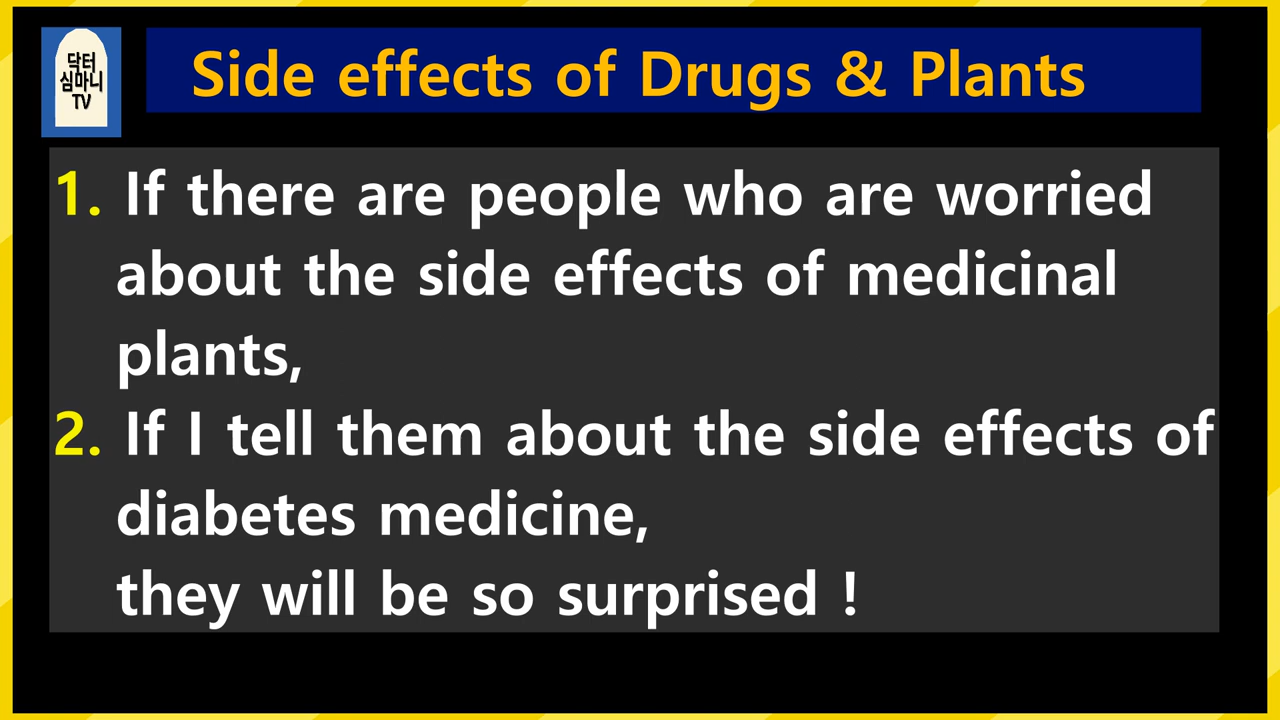 닥터
심마니
TV
Side effects of Drugs & Plants
1. If there are people who are worried
about the side effects of medicinal
plants,
2. If I tell them about the side effects of
diabetes medicine,
they will be so surprised !